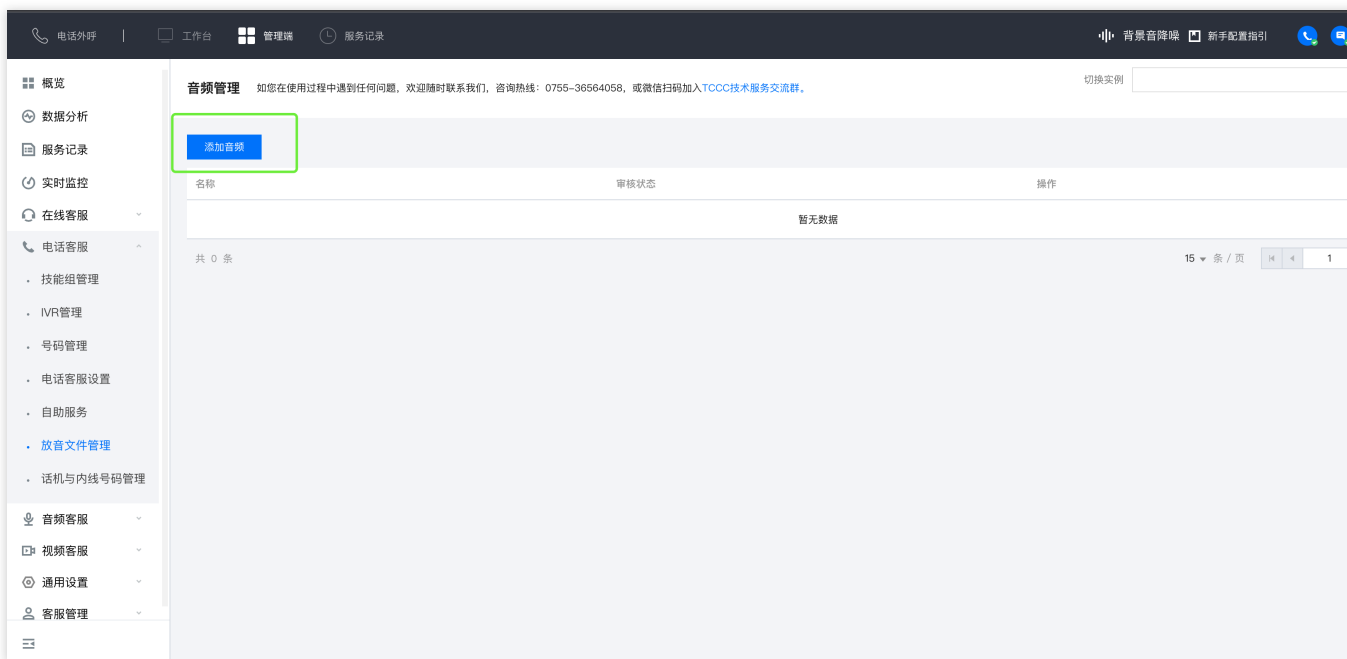 电话外呼 | 工作台 管理端 服务记录 背景音降噪 新手配置指引
概览
数据分析
服务记录
实时监控
在线客服
电话客服
技能组管理
IVR管理
号码管理
电话客服设置
自助服务
放音文件管理
话机与内线号码管理
音频客服
视频客服
通用设置
客服管理
音频管理 如您在使用过程中遇到任何问题，欢迎随时联系我们，咨询热线：0755-36564058，或微信扫码加入TCCC技术服务交流群。 切换实例
添加音频
名称 审核状态 操作
暂无数据
共 0 条 15 条 / 页 1